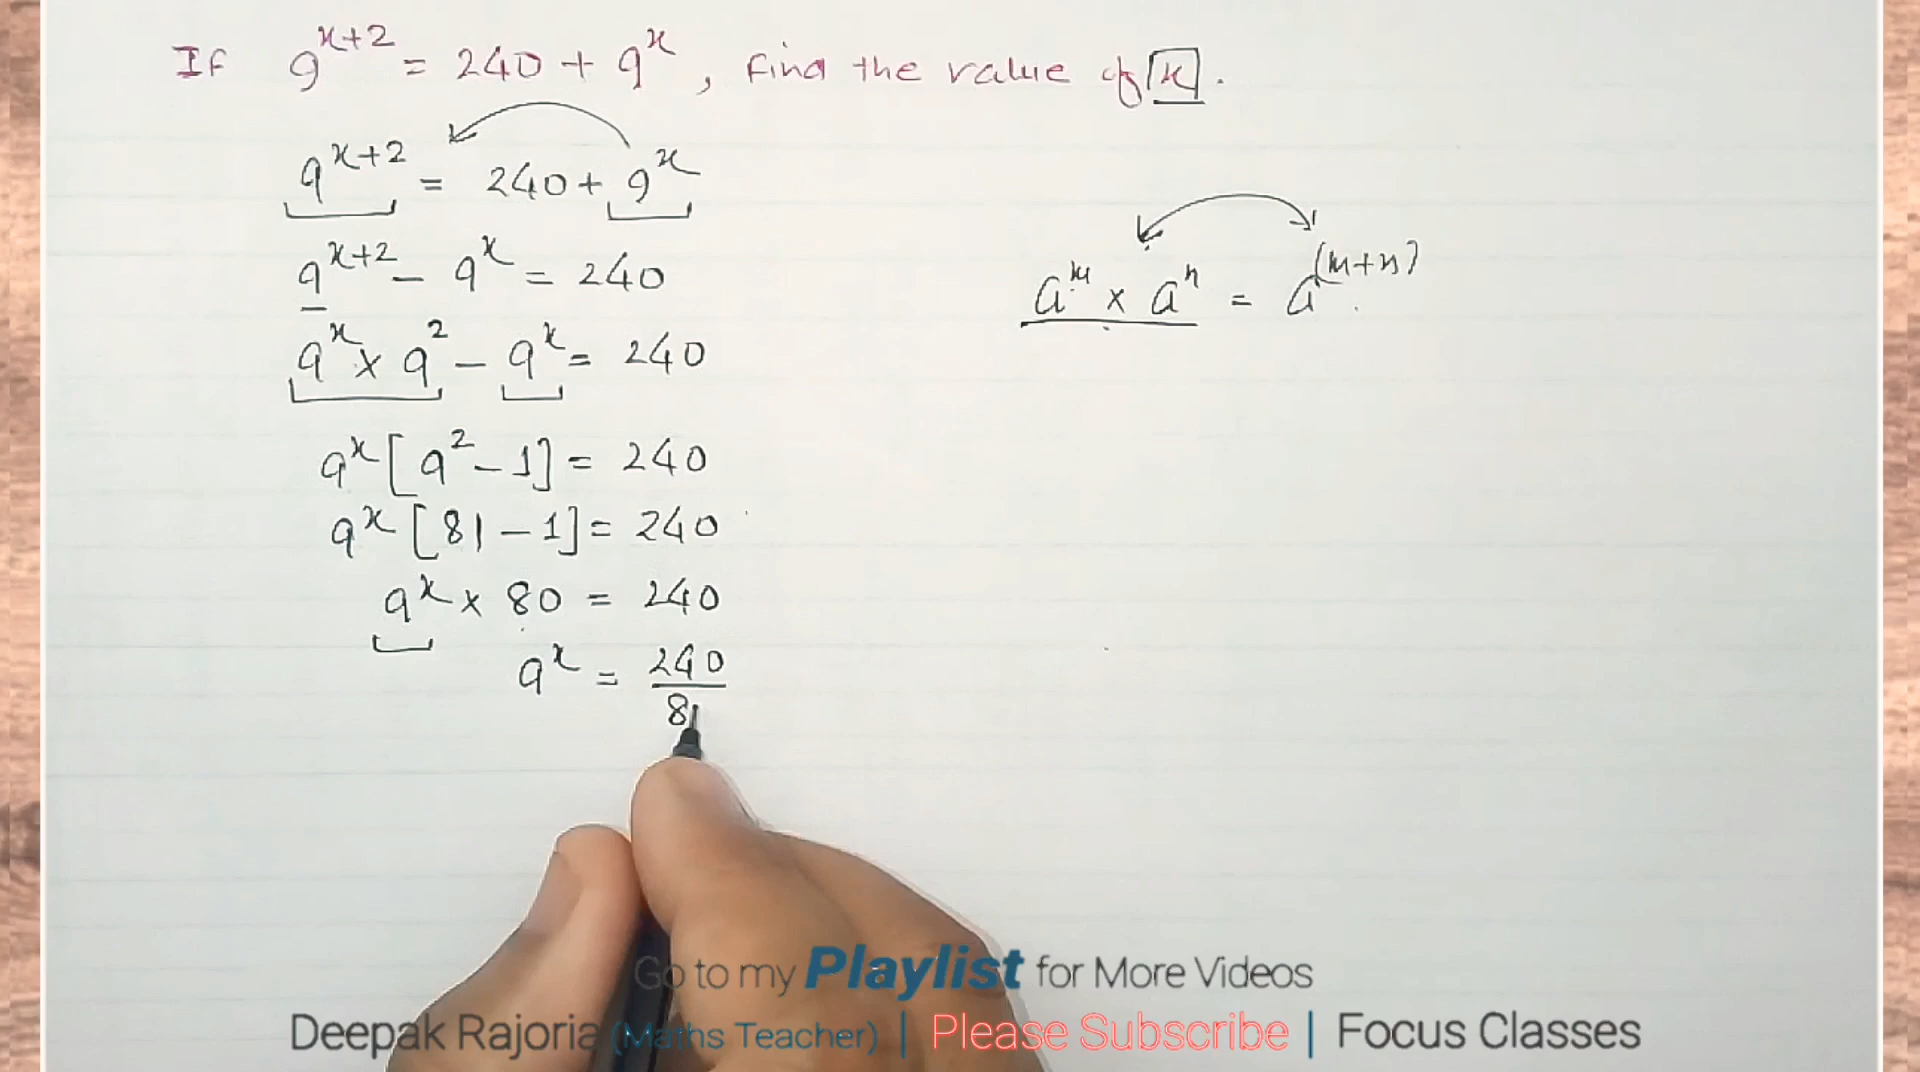 If 9^{x+2} = 240 + 9^x, find the value of x.
9^{x+2} = 240 + 9^x
9^{x+2} - 9^x = 240
a^m × a^n = a^{(m+n)}
9^x × 9^2 - 9^x = 240
9^x [9^2 - 1] = 240
9^x [81 - 1] = 240
9^x × 80 = 240
9^x = 240
8
Go to my Playlist for More Videos
Deepak Rajoria (Maths Teacher) | Please Subscribe | Focus Classes